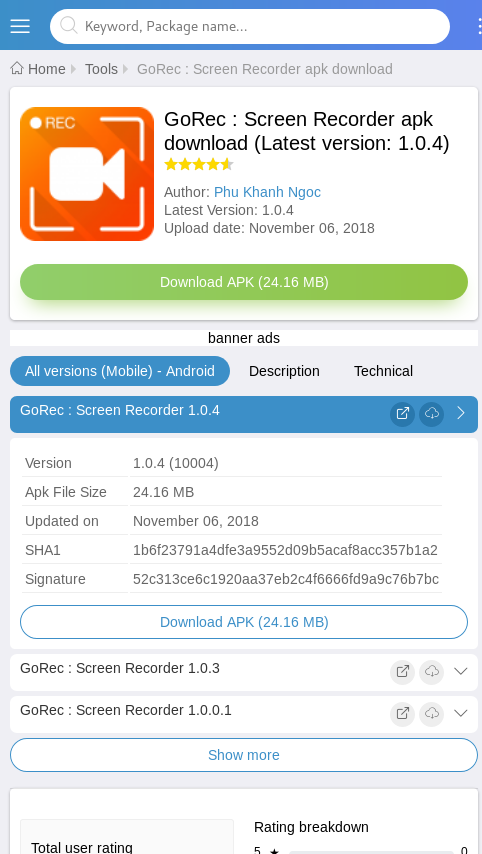 Keyword, Package name...
Home Tools GoRec : Screen Recorder apk download
REC
GoRec : Screen Recorder apk
download (Latest version: 1.0.4)
Author: Phu Khanh Ngoc
Latest Version: 1.0.4
Upload date: November 06, 2018
Download APK (24.16 MB)
banner ads
All versions (Mobile) - Android Description Technical
GoRec : Screen Recorder 1.0.4
Version 1.0.4 (10004)
Apk File Size 24.16 MB
Updated on November 06, 2018
SHA1 1b6f23791a4dfe3a9552d09b5acaf8acc357b1a2
Signature 52c313ce6c1920aa37eb2c4f6666fd9a9c76b7bc
Download APK (24.16 MB)
GoRec : Screen Recorder 1.0.3
GoRec : Screen Recorder 1.0.0.1
Show more
Rating breakdown
Total user rating
5 ★ 0